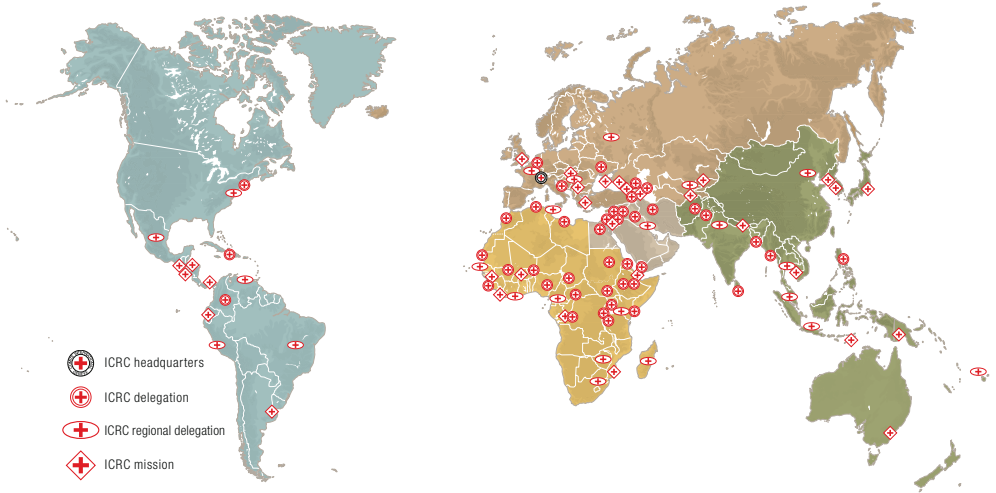 ICRC headquarters
ICRC delegation
ICRC regional delegation
ICRC mission